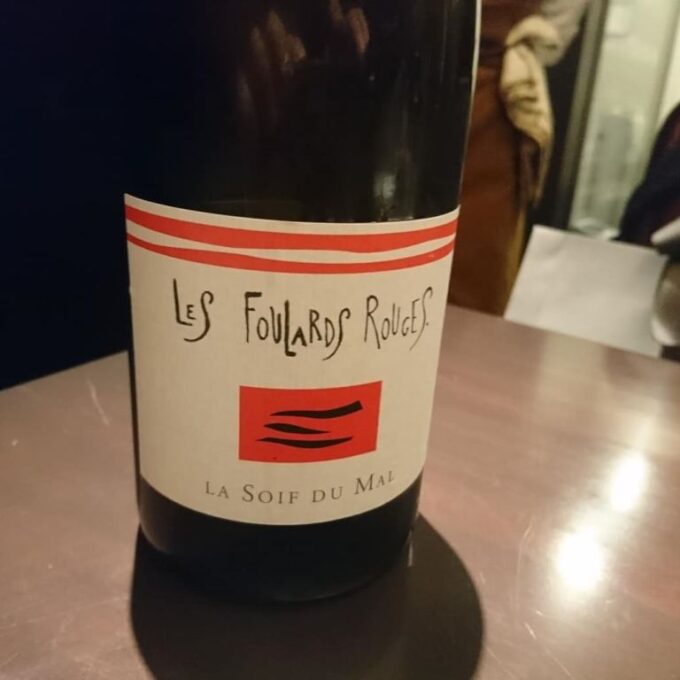 LES FOULARDS ROUGES.
LA SOIF DU MAL